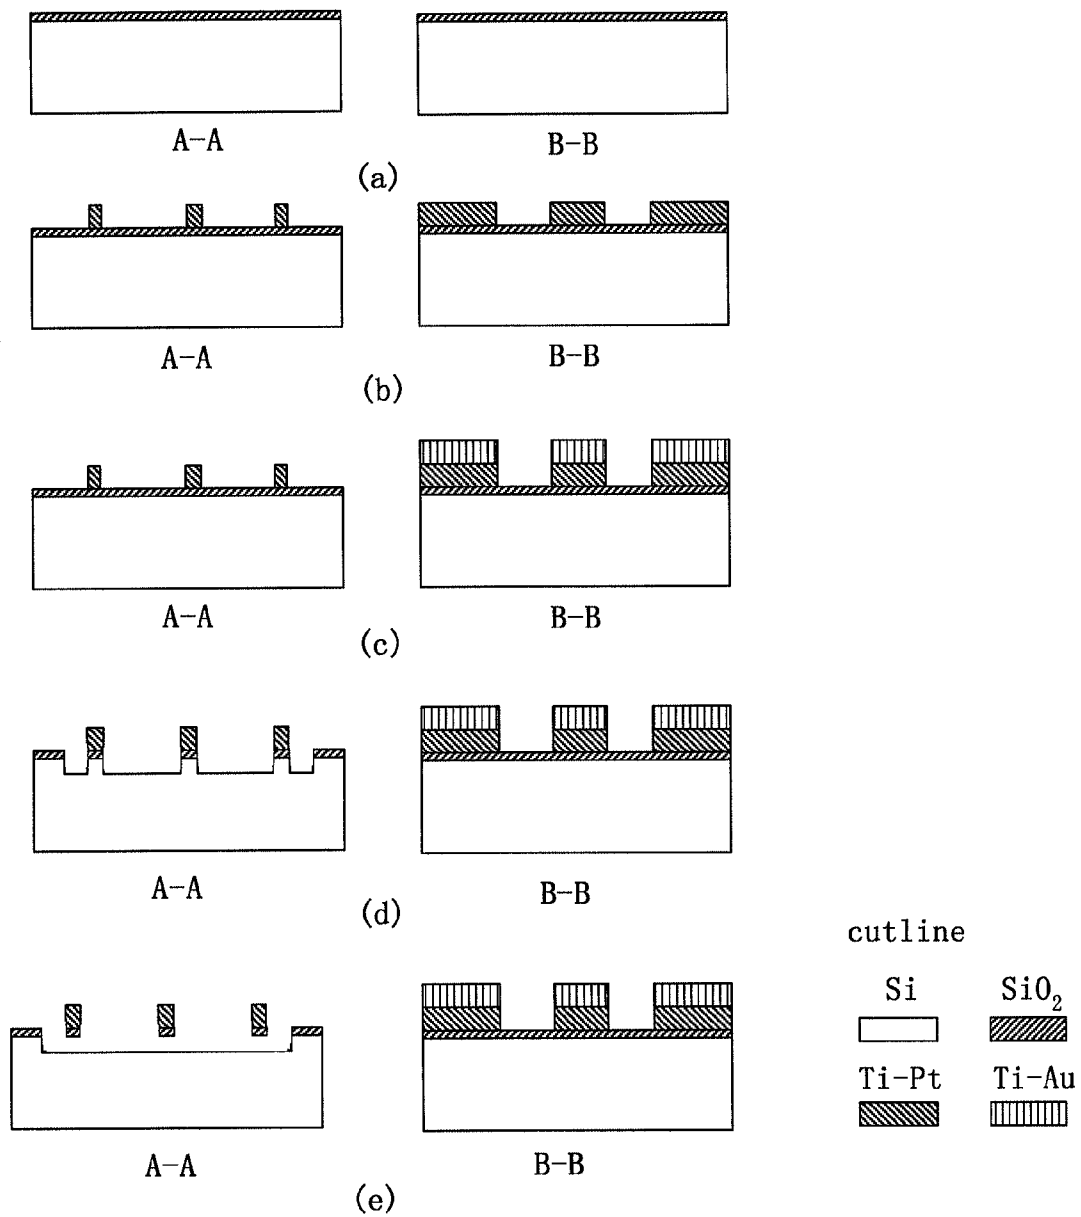 A-A B-B
(a)
A-A B-B
(b)
A-A B-B
(c)
A-A B-B
(d)
cutline
Si SiO₂
Ti-Pt Ti-Au
A-A B-B
(e)